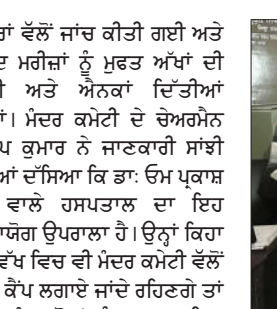 ਰਾਂ ਵੱਲੋਂ ਜਾਂਚ ਕੀਤੀ ਗਈ ਅਤੇ
ਦ ਮਰੀਜ਼ਾਂ ਨੂੰ ਮੁਫਤ ਅੱਖਾਂ ਦੀ
ਈ ਅਤੇ ਐਨਕਾਂ ਦਿੱਤੀਆਂ
ਂ। ਮੰਦਰ ਕਮੇਟੀ ਦੇ ਚੇਅਰਮੈਨ
ਪ ਕੁਮਾਰ ਨੇ ਜਾਣਕਾਰੀ ਸਾਂਝੀ
ਆਂ ਦੱਸਿਆ ਕਿ ਡਾ: ਓਮ ਪ੍ਰਕਾਸ਼
ਵਾਲੇ ਹਸਪਤਾਲ ਦਾ ਇਹ
ਾਯੋਗ ਉਪਰਾਲਾ ਹੈ। ਉਨ੍ਹਾਂ ਕਿਹਾ
ਵੱਖ ਵਿਚ ਵੀ ਮੰਦਰ ਕਮੇਟੀ ਵੱਲੋਂ
ਕੈਂਪ ਲਗਾਏ ਜਾਂਦੇ ਰਹਿਣਗੇ ਤਾਂ